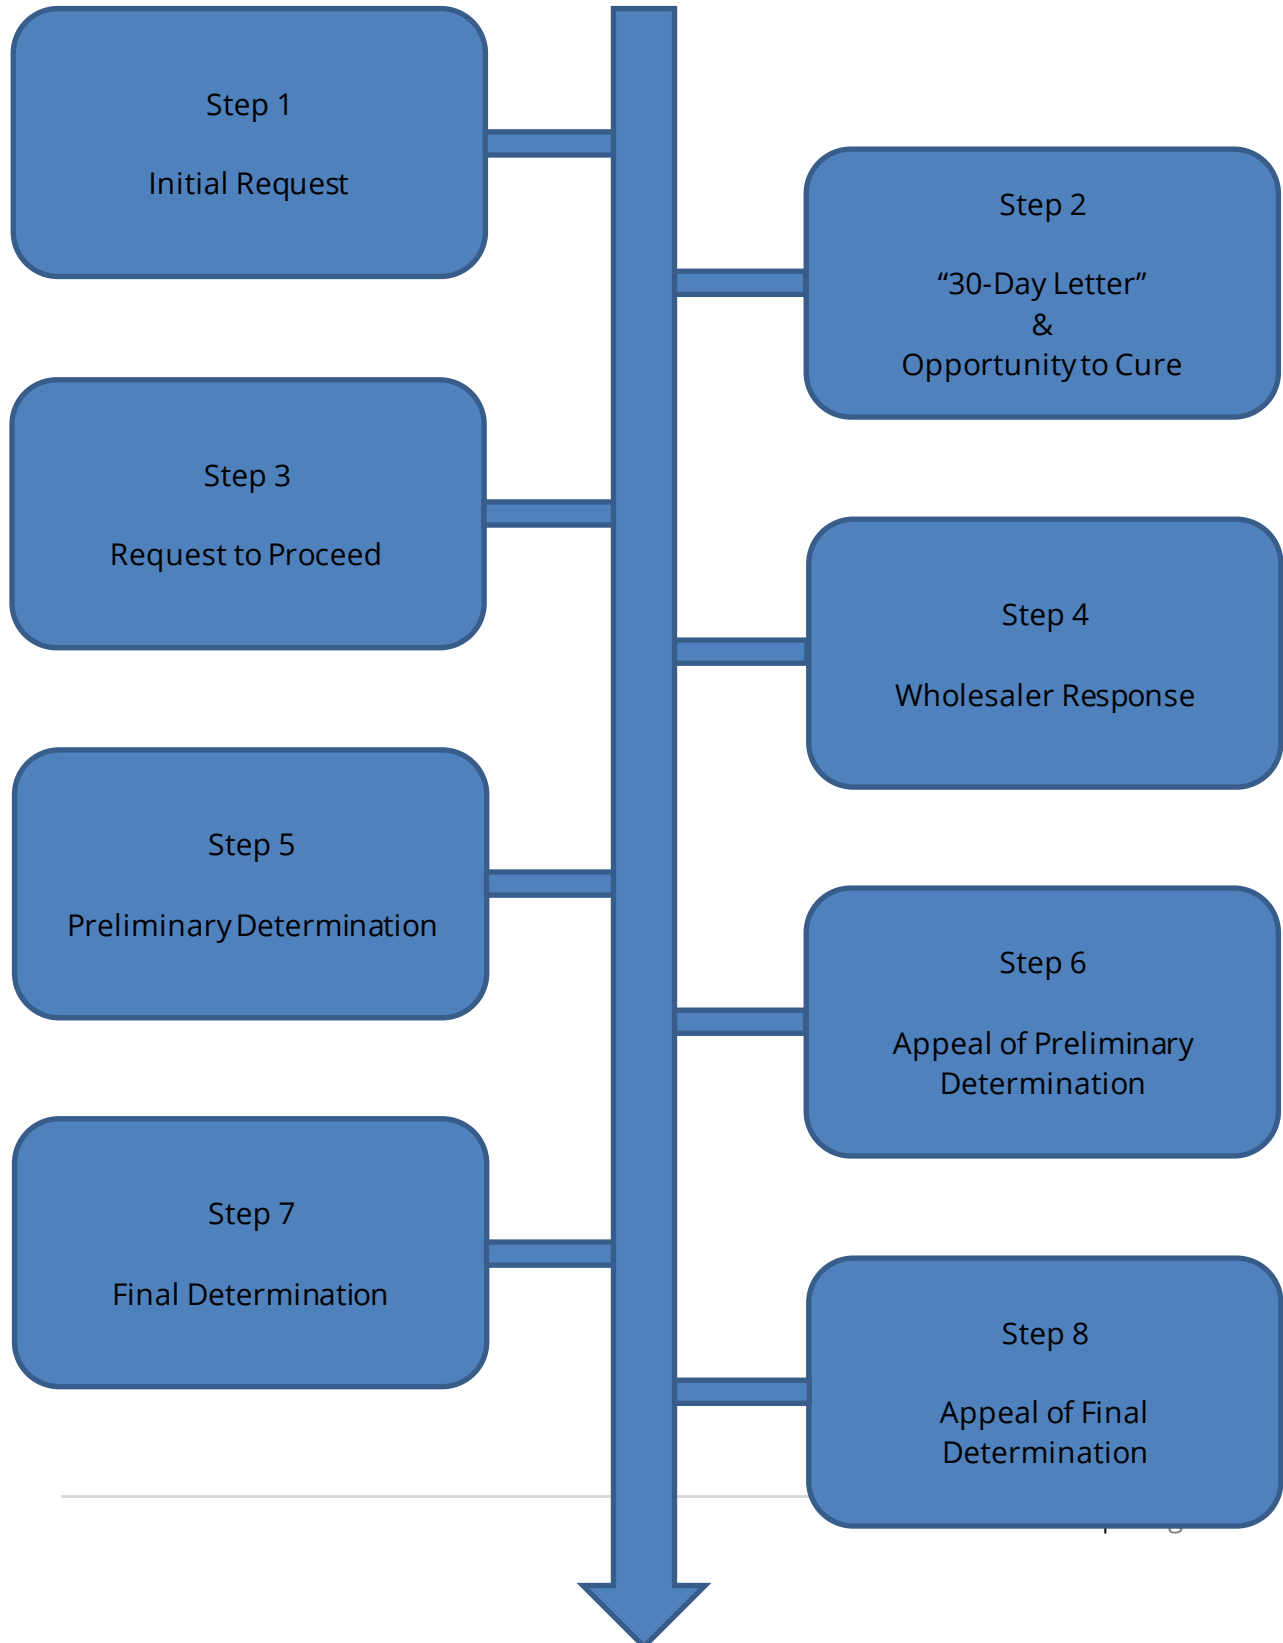 Step 1
Initial Request
Step 2
“30-Day Letter”
&
Opportunity to Cure
Step 3
Request to Proceed
Step 4
Wholesaler Response
Step 5
Preliminary Determination
Step 6
Appeal of Preliminary
Determination
Step 7
Final Determination
Step 8
Appeal of Final
Determination